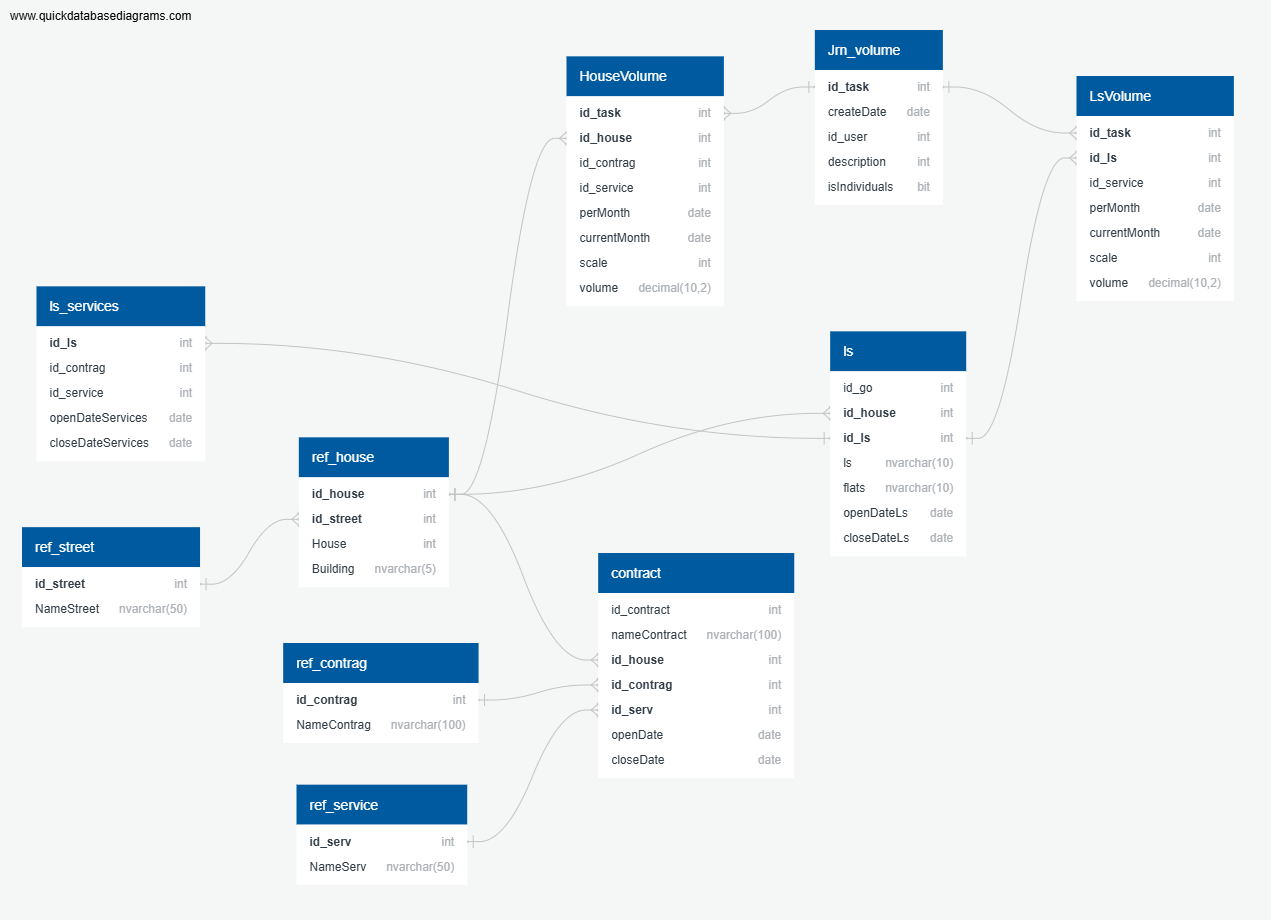 www.quickdatabasediagrams.com
HouseVolume
id_task int
id_house int
id_contrag int
id_service int
perMonth date
currentMonth date
scale int
volume decimal(10,2)
Jrn_volume
id_task int
createDate date
id_user int
description int
isIndividuals bit
LsVolume
id_task int
id_ls int
id_service int
perMonth date
currentMonth date
scale int
volume decimal(10,2)
ls_services
id_ls int
id_contrag int
id_service int
openDateServices date
closeDateServices date
ls
id_go int
id_house int
id_ls int
ls nvarchar(10)
flats nvarchar(10)
openDateLs date
closeDateLs date
ref_house
id_house int
id_street int
House int
Building nvarchar(5)
ref_street
id_street int
NameStreet nvarchar(50)
contract
id_contract int
nameContract nvarchar(100)
id_house int
id_contrag int
id_serv int
openDate date
closeDate date
ref_contrag
id_contrag int
NameContrag nvarchar(100)
ref_service
id_serv int
NameServ nvarchar(50)